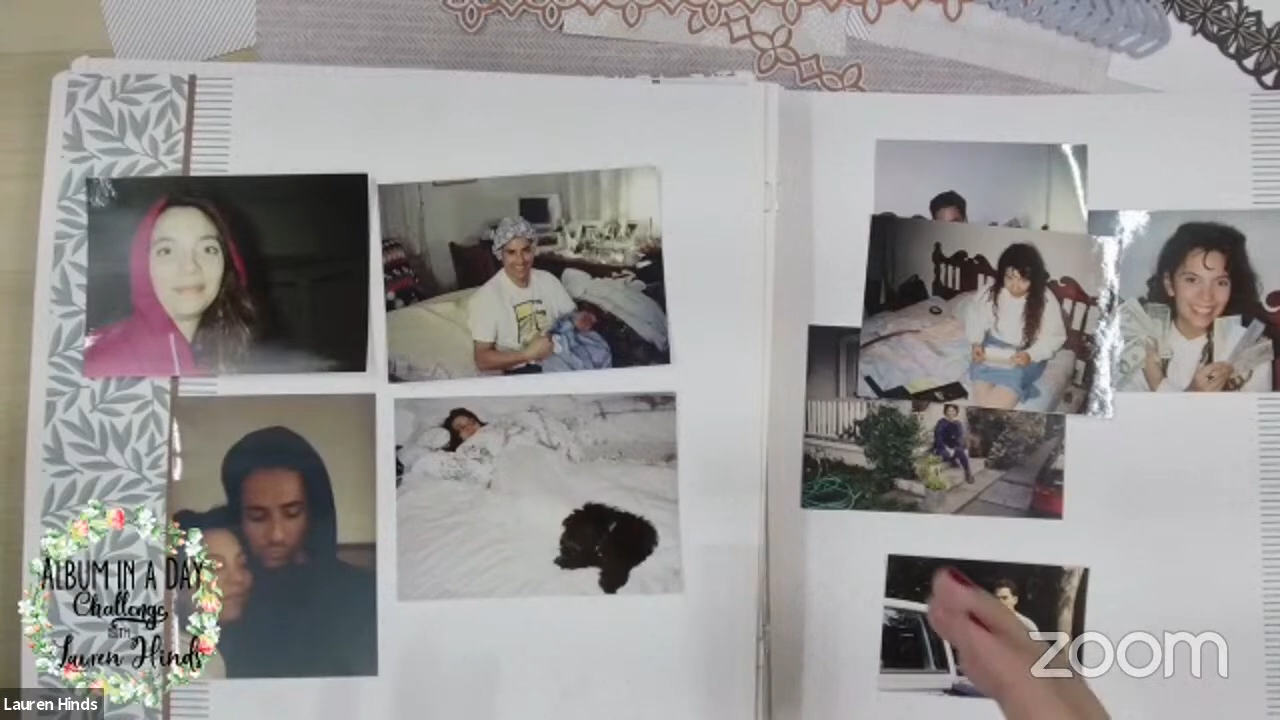 ALBUM IN A DAY
Challenge
WITH
Lauren Hinds
Lauren Hinds
zoom